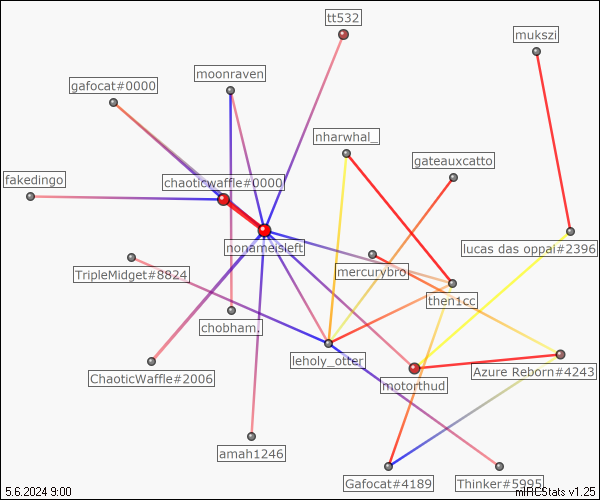 tt532
mukszi
moonraven
gafocat#0000
nharwhal_
gateauxcatto
fakedingo
chaoticwaffle#0000
nonameisleft
lucas das oppai#2396
TripleMidget#8824
mercurybro
then1cc
chobham.
leholy_otter
ChaoticWaffle#2006
motorthud
Azure Reborn#4243
amah1246
Gafocat#4189
Thinker#5995
5.6.2024 9:00
mIRCStats v1.25